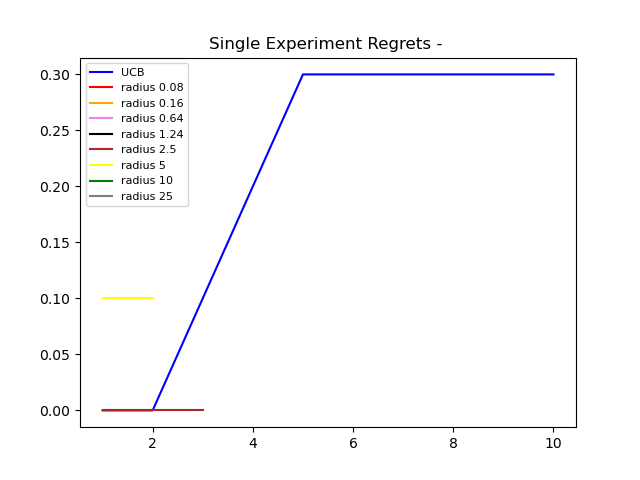 Single Experiment Regrets -
0.30
0.25
0.20
0.15
0.10
0.05
0.00
UCB
radius 0.08
radius 0.16
radius 0.64
radius 1.24
radius 2.5
radius 5
radius 10
radius 25
2 4 6 8 10